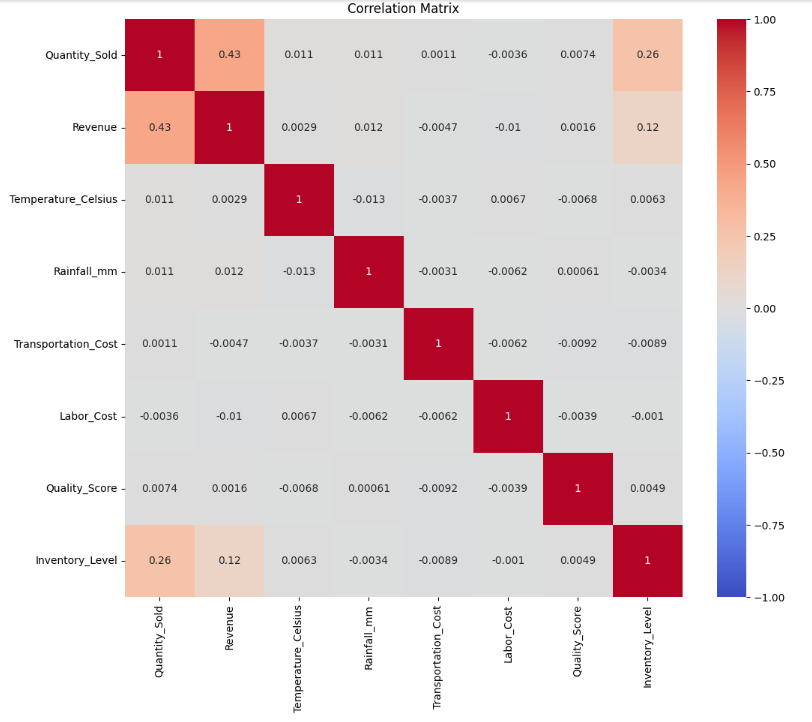 Correlation Matrix
Quantity_Sold 1 0.43 0.011 0.011 0.0011 -0.0036 0.0074 0.26
Revenue 0.43 1 0.0029 0.012 -0.0047 -0.01 0.0016 0.12
Temperature_Celsius 0.011 0.0029 1 -0.013 -0.0037 0.0067 -0.0068 0.0063
Rainfall_mm 0.011 0.012 -0.013 1 -0.0031 -0.0062 0.00061 -0.0034
Transportation_Cost 0.0011 -0.0047 -0.0037 -0.0031 1 -0.0062 -0.0092 -0.0089
Labor_Cost -0.0036 -0.01 0.0067 -0.0062 -0.0062 1 -0.0039 -0.001
Quality_Score 0.0074 0.0016 -0.0068 0.00061 -0.0092 -0.0039 1 0.0049
Inventory_Level 0.26 0.12 0.0063 -0.0034 -0.0089 -0.001 0.0049 1
Quantity_Sold
Revenue
Temperature_Celsius
Rainfall_mm
Transportation_Cost
Labor_Cost
Quality_Score
Inventory_Level
1.00
0.75
0.50
0.25
0.00
−0.25
−0.50
−0.75
−1.00